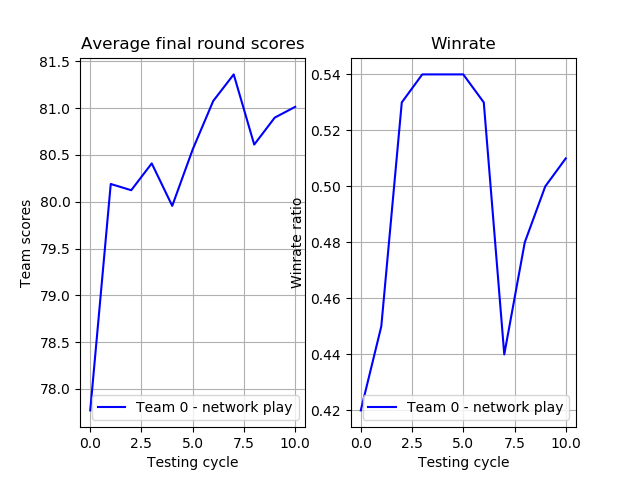 Average final round scores
Winrate
81.5
81.0
80.5
80.0
79.5
79.0
78.5
78.0
Team scores
0.0 2.5 5.0 7.5 10.0
Testing cycle
Team 0 - network play
0.54
0.52
0.50
0.48
0.46
0.44
0.42
Winrate ratio
0.0 2.5 5.0 7.5 10.0
Testing cycle
Team 0 - network play